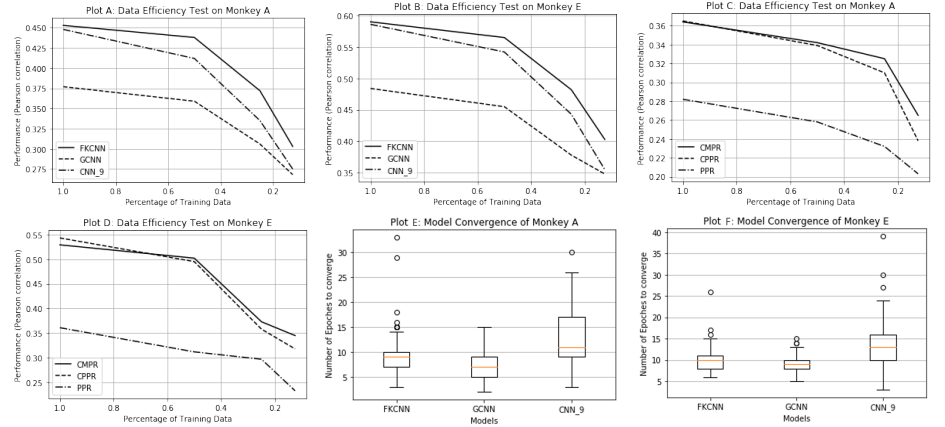 Plot A: Data Efficiency Test on Monkey A
Performance (Pearson correlation)
0.450
0.425
0.400
0.375
0.350
0.325
0.300
0.275
FKCNN
GCNN
CNN_9
1.0 0.8 0.6 0.4 0.2
Percentage of Training Data
Plot B: Data Efficiency Test on Monkey E
Performance (Pearson correlation)
0.60
0.55
0.50
0.45
0.40
0.35
FKCNN
GCNN
CNN_9
1.0 0.8 0.6 0.4 0.2
Percentage of Training Data
Plot C: Data Efficiency Test on Monkey A
Performance (Pearson correlation)
0.36
0.34
0.32
0.30
0.28
0.26
0.24
0.22
0.20
CMPR
CPPR
PPR
1.0 0.8 0.6 0.4 0.2
Percentage of Training Data
Plot D: Data Efficiency Test on Monkey E
Performance (Pearson correlation)
0.55
0.50
0.45
0.40
0.35
0.30
0.25
CMPR
CPPR
PPR
1.0 0.8 0.6 0.4 0.2
Percentage of Training Data
Plot E: Model Convergence of Monkey A
Number of Epoches to converge
30
25
20
15
10
5
FKCNN GCNN CNN_9
Models
Plot F: Model Convergence of Monkey E
Number of Epoches to converge
40
35
30
25
20
15
10
5
FKCNN GCNN CNN_9
Models